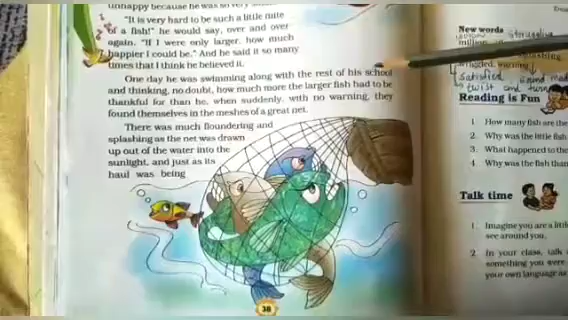 unhappy because he was so very
"It is very hard to be such a little mite
of a fish!" he would say, over and over
again. "If I were only larger, how much
happier I could be." And he said it so many
times that I think he believed it.
One day he was swimming along with the rest of his school
and thinking, no doubt, how much more the larger fish had to be
thankful for than he, when suddenly, with no warning, they
found themselves in the meshes of a great net.
There was much floundering and
splashing as the net was drawn
up out of the water into the
sunlight, and just as its
haul was being
38
New words
million
wriggled, warning
Satisfied
twist and turn
Reading is Fun
1 How many fish are the
2 Why was the little fish
3 What happened to the
4 Why was the fish than
Talk time
1. Imagine you are a little
see around you.
2 In your class, talk
something you were
your own language